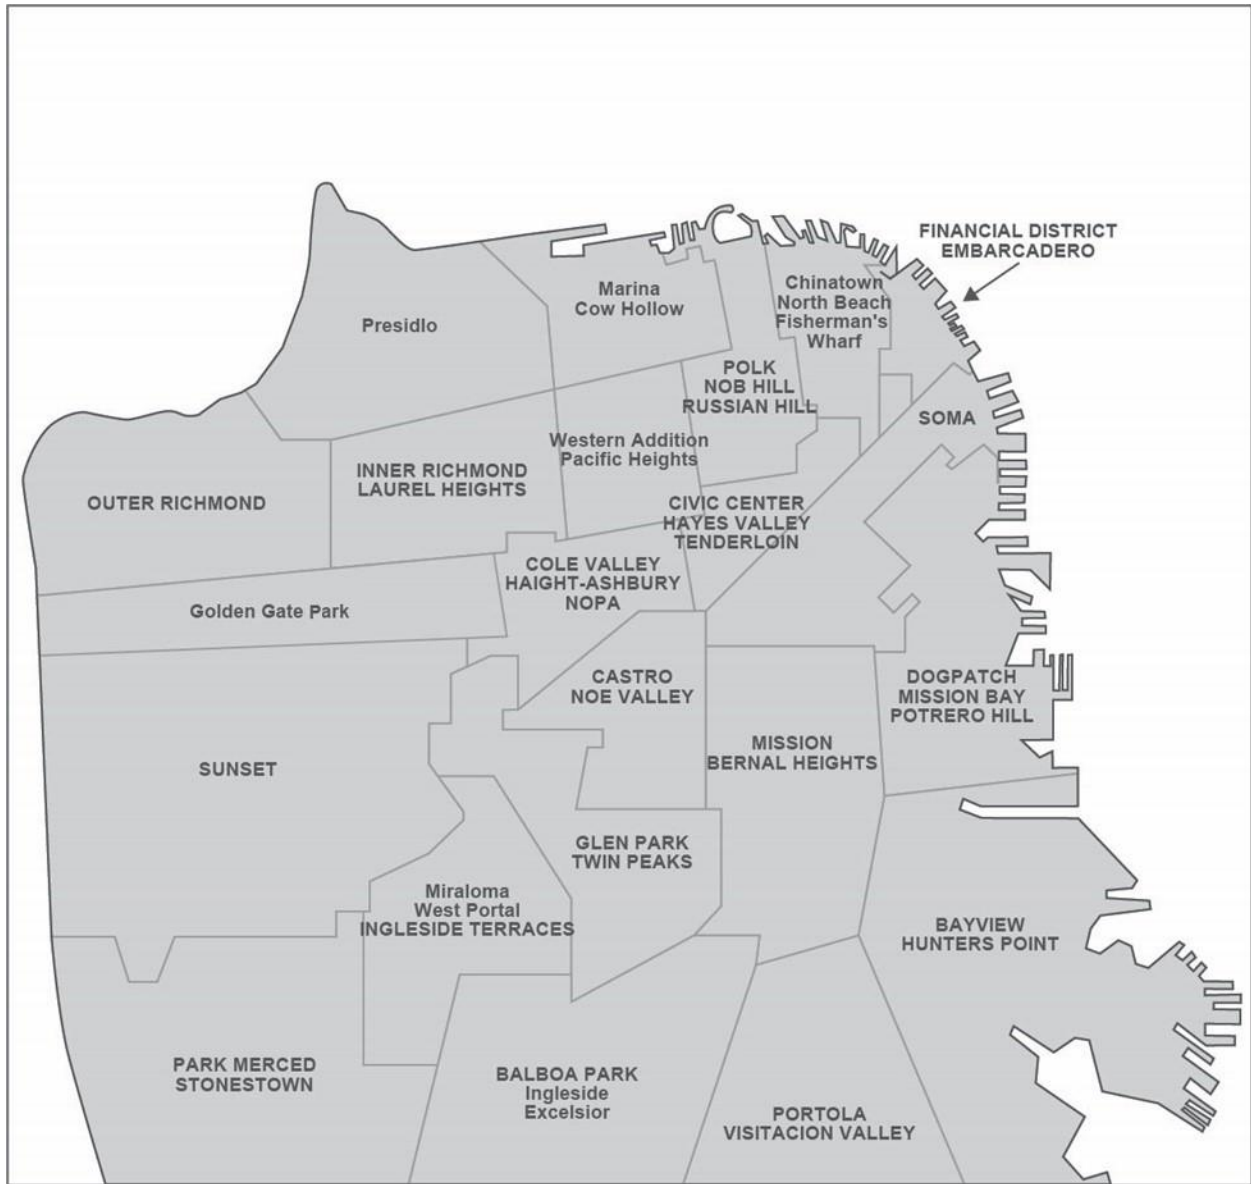 FINANCIAL DISTRICT
EMBARCADERO
Chinatown
North Beach
Fisherman's
Wharf
Marina
Cow Hollow
Presidlo
POLK
NOB HILL
RUSSIAN HILL
SOMA
Western Addition
Pacific Heights
INNER RICHMOND
LAUREL HEIGHTS
OUTER RICHMOND
CIVIC CENTER
HAYES VALLEY
TENDERLOIN
COLE VALLEY
HAIGHT-ASHBURY
NOPA
Golden Gate Park
CASTRO
NOE VALLEY
DOGPATCH
MISSION BAY
POTRERO HILL
SUNSET
MISSION
BERNAL HEIGHTS
GLEN PARK
TWIN PEAKS
Miraloma
West Portal
INGLESIDE TERRACES
BAYVIEW
HUNTERS POINT
PARK MERCED
STONESTOWN
BALBOA PARK
Ingleside
Excelsior
PORTOLA
VISITACION VALLEY